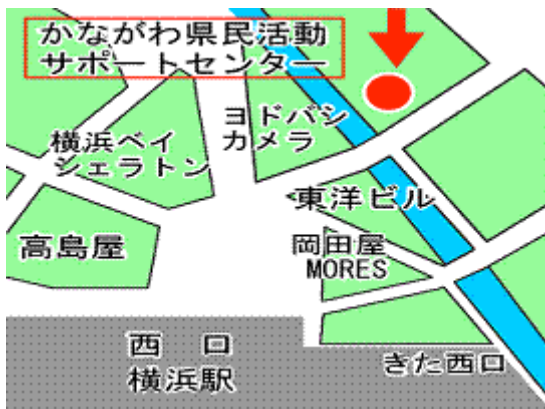 かながわ県民活動
サポートセンター
ヨドバシ
カメラ
横浜ベイ
シェラトン
東洋ビル
高島屋
岡田屋
MORES
西 口
横浜駅
きた西口